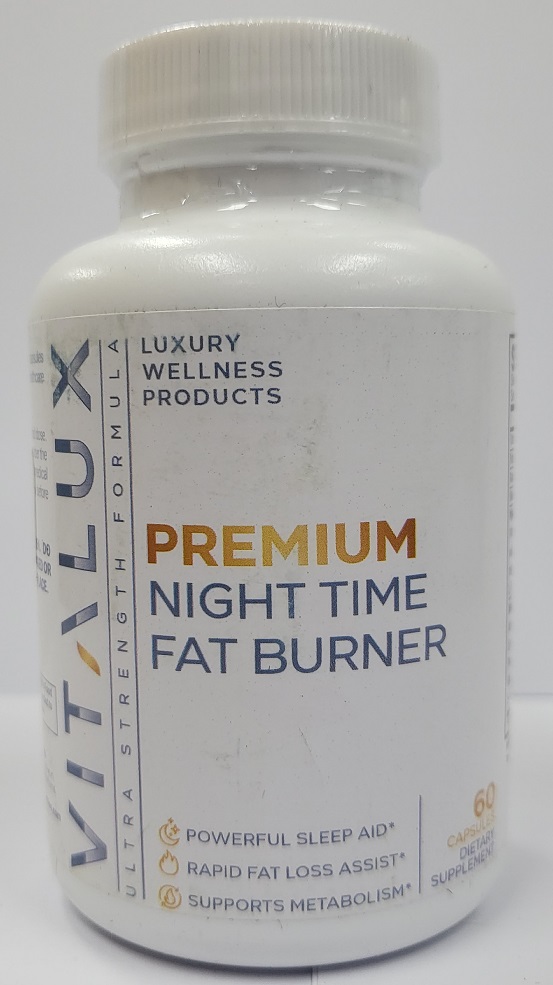 VITALUX
ULTRA STRENGTH FORMULA
LUXURY
WELLNESS
PRODUCTS
PREMIUM
NIGHT TIME
FAT BURNER
POWERFUL SLEEP AID*
RAPID FAT LOSS ASSIST*
SUPPORTS METABOLISM*
60
CAPSULES
DIETARY
SUPPLEMENT